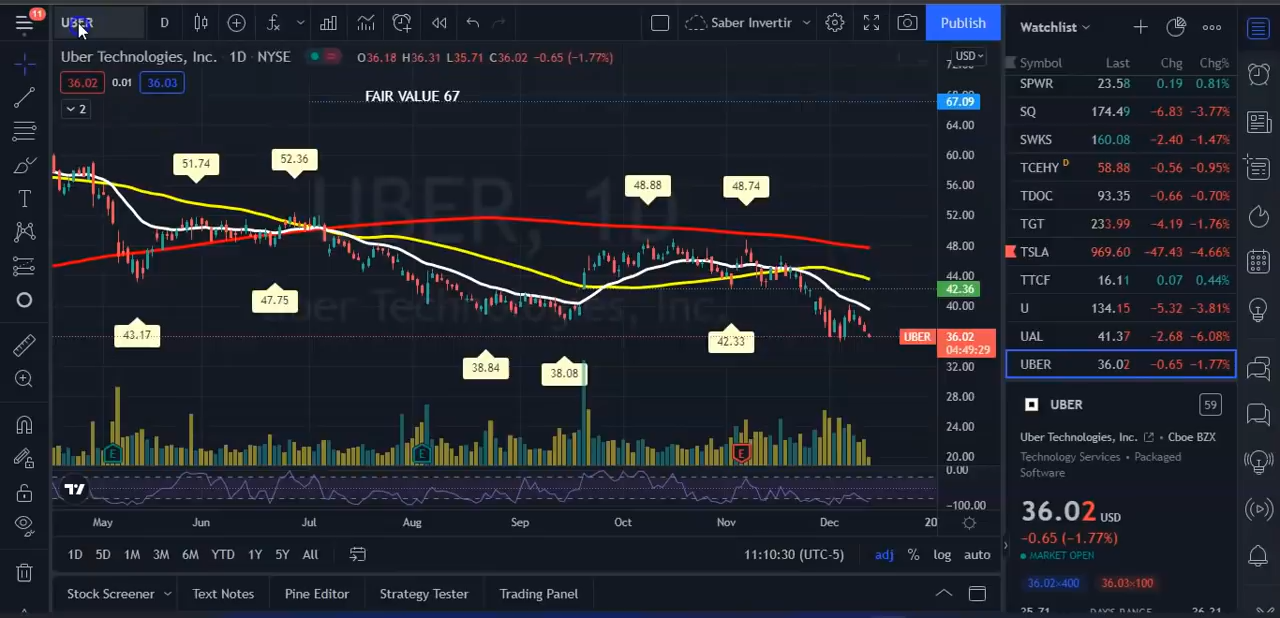 11
UBER
D
Saber Invertir
Publish
Uber Technologies, Inc. · 1D · NYSE
O36.18 H36.31 L35.71 C36.02 -0.65 (-1.77%)
36.02 0.01 36.03
2
FAIR VALUE 67
USD
67.09
64.00
60.00
56.00
52.00
48.00
44.00
42.36
40.00
UBER 36.02
04:49:29
32.00
28.00
24.00
20.00
0.00
-100.00
UBER, 1D
Uber Technologies, Inc.
51.74
52.36
48.88
48.74
47.75
43.17
38.84
38.08
42.33
E
E
E
May Jun Jul Aug Sep Oct Nov Dec 20
1D 5D 1M 3M 6M YTD 1Y 5Y All
11:10:30 (UTC-5) adj % log auto
Stock Screener Text Notes Pine Editor Strategy Tester Trading Panel
Watchlist
Symbol Last Chg Chg%
SPWR 23.58 0.19 0.81%
SQ 174.49 -6.83 -3.77%
SWKS 160.08 -2.40 -1.47%
TCEHY D 58.88 -0.56 -0.95%
TDOC 93.35 -0.66 -0.70%
TGT 233.99 -4.19 -1.76%
TSLA 969.60 -47.43 -4.66%
TTCF 16.11 0.07 0.44%
U 134.15 -5.32 -3.81%
UAL 41.37 -2.68 -6.08%
UBER 36.02 -0.65 -1.77%
UBER 59
Uber Technologies, Inc. · Cboe BZX
Technology Services · Packaged
Software
36.02 USD
-0.65 (-1.77%)
MARKET OPEN
36.02×400 36.03×100